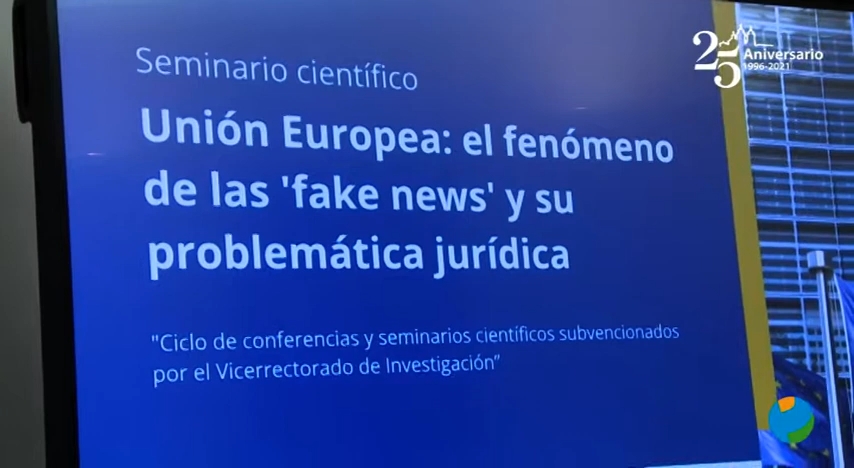 Seminario científico
25 Aniversario
1996-2021
Unión Europea: el fenómeno
de las 'fake news' y su
problemática jurídica
"Ciclo de conferencias y seminarios científicos subvencionados
por el Vicerrectorado de Investigación"